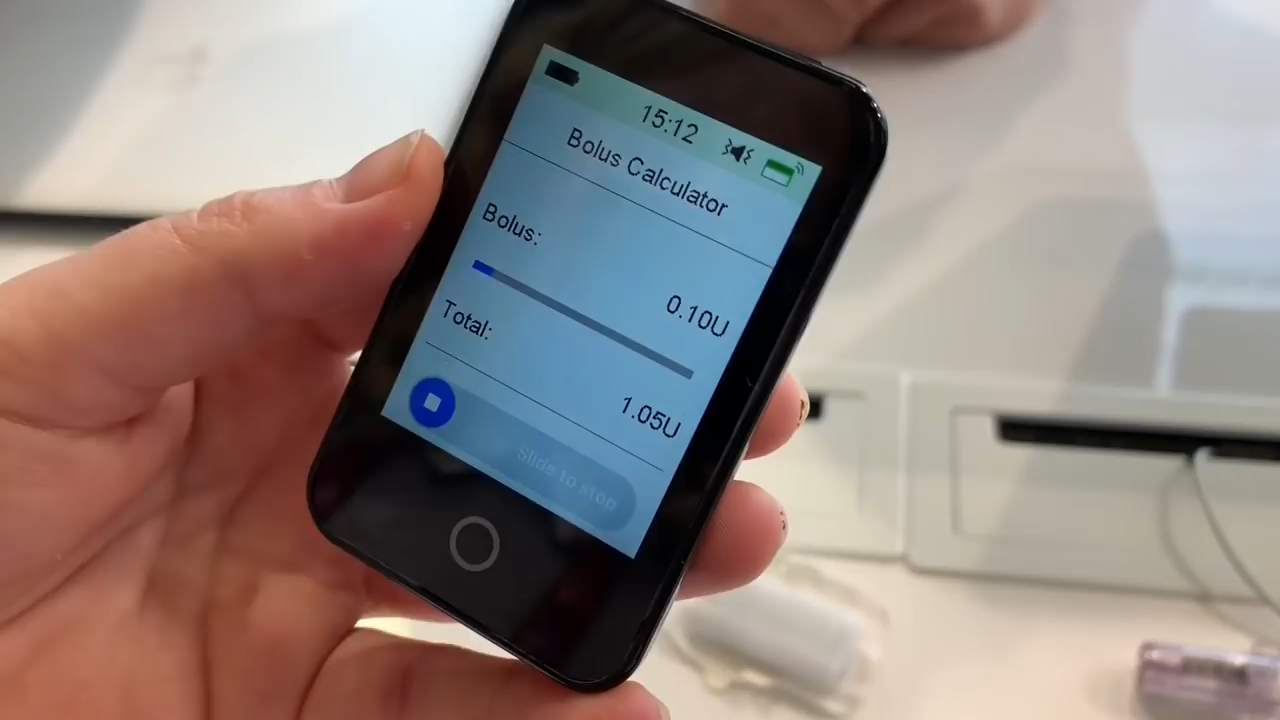 15:12
Bolus Calculator
Bolus:
0.10U
Total:
1.05U
Slide to stop